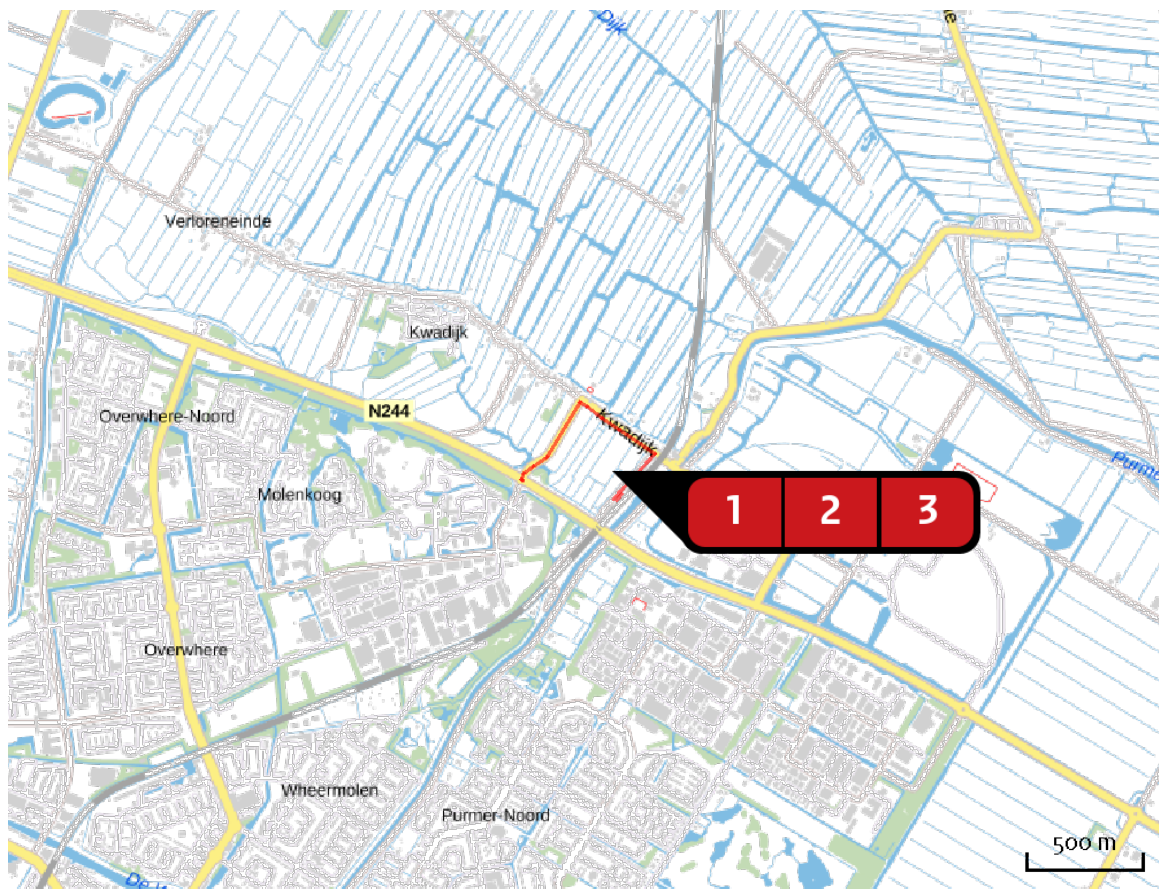 Dijk
Verloreneinde
Kwadijk
N244
Overwhere-Noord
Kwadijk
Molenkoog
1 2 3
Overwhere
Wheermolen
Purmer-Noord
500 m